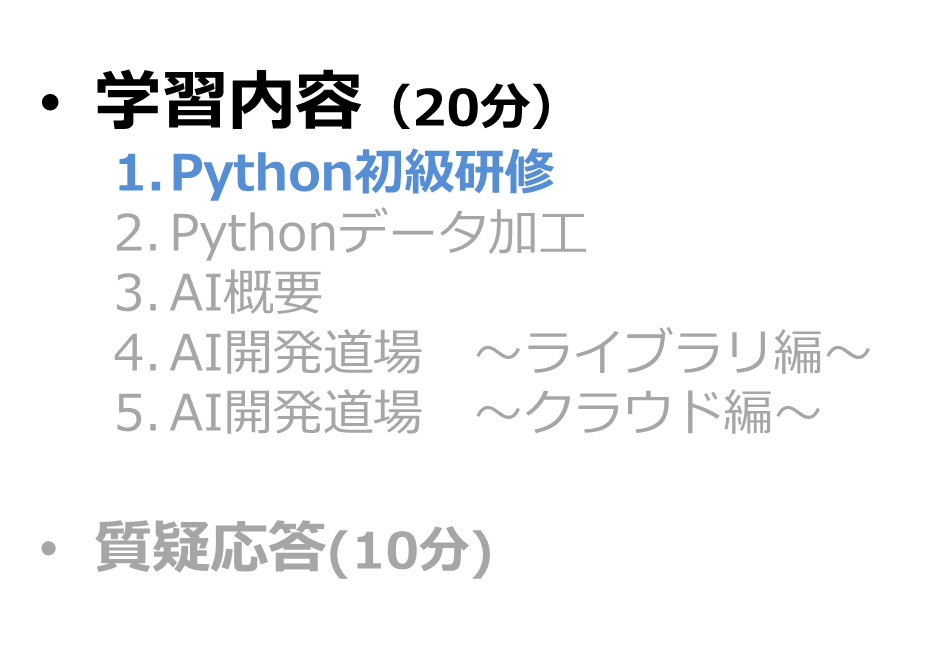 • 学習内容（20分）
1.Python初級研修
2.Pythonデータ加工
3.AI概要
4.AI開発道場　～ライブラリ編～
5.AI開発道場　～クラウド編～
• 質疑応答(10分)